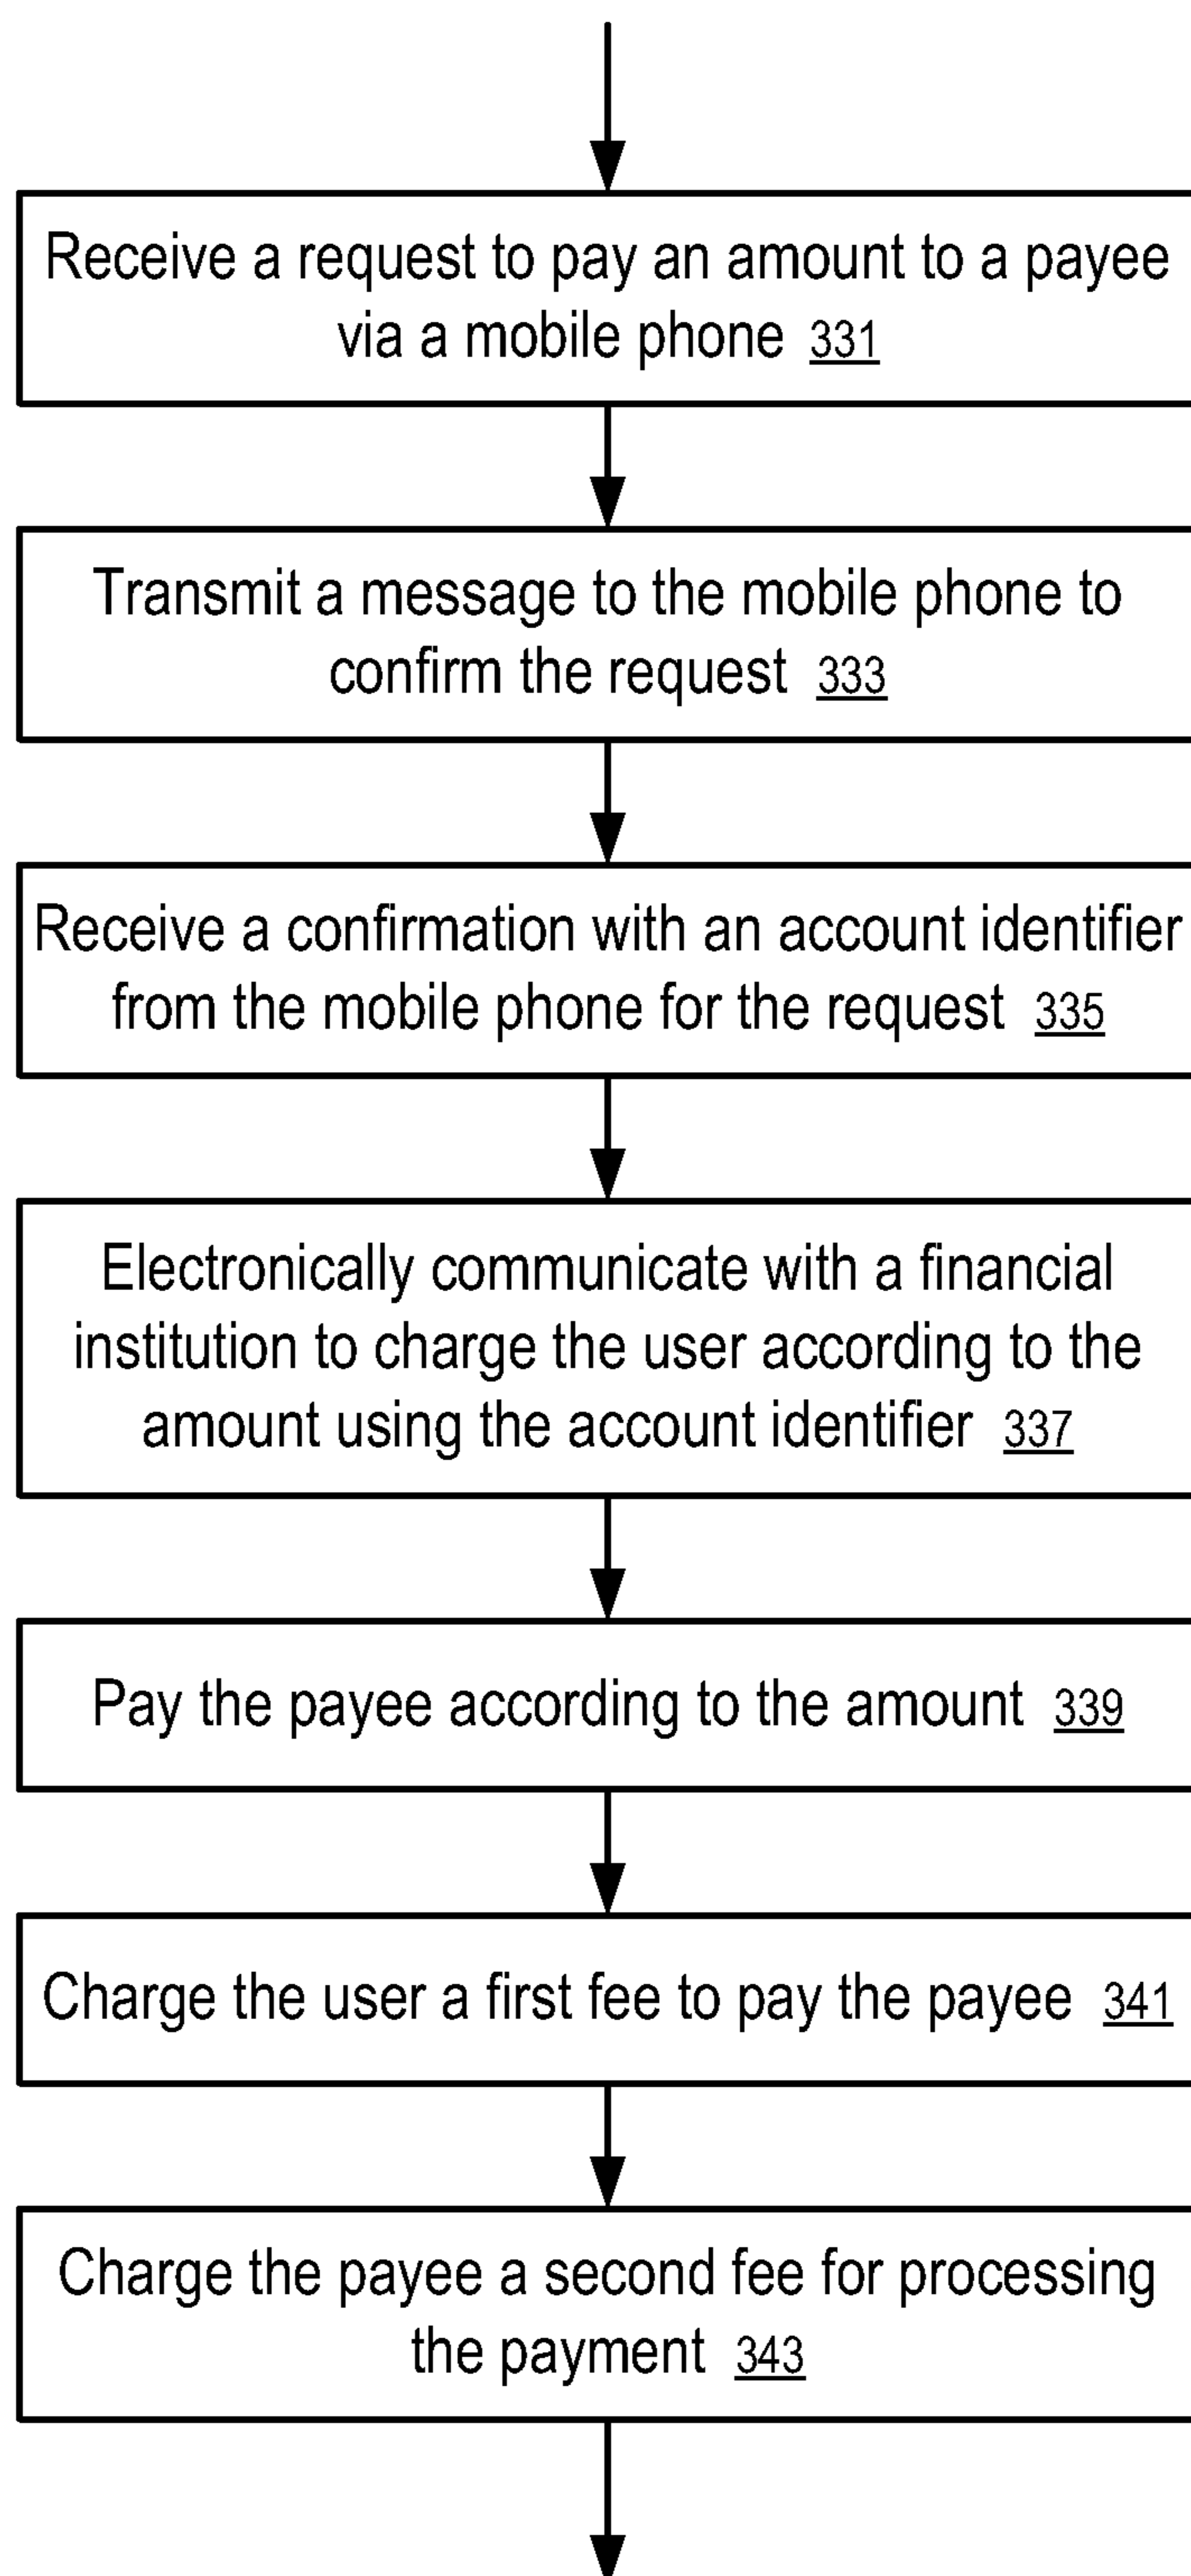 Receive a request to pay an amount to a payee
via a mobile phone 331
Transmit a message to the mobile phone to
confirm the request 333
Receive a confirmation with an account identifier
from the mobile phone for the request 335
Electronically communicate with a financial
institution to charge the user according to the
amount using the account identifier 337
Pay the payee according to the amount 339
Charge the user a first fee to pay the payee 341
Charge the payee a second fee for processing
the payment 343